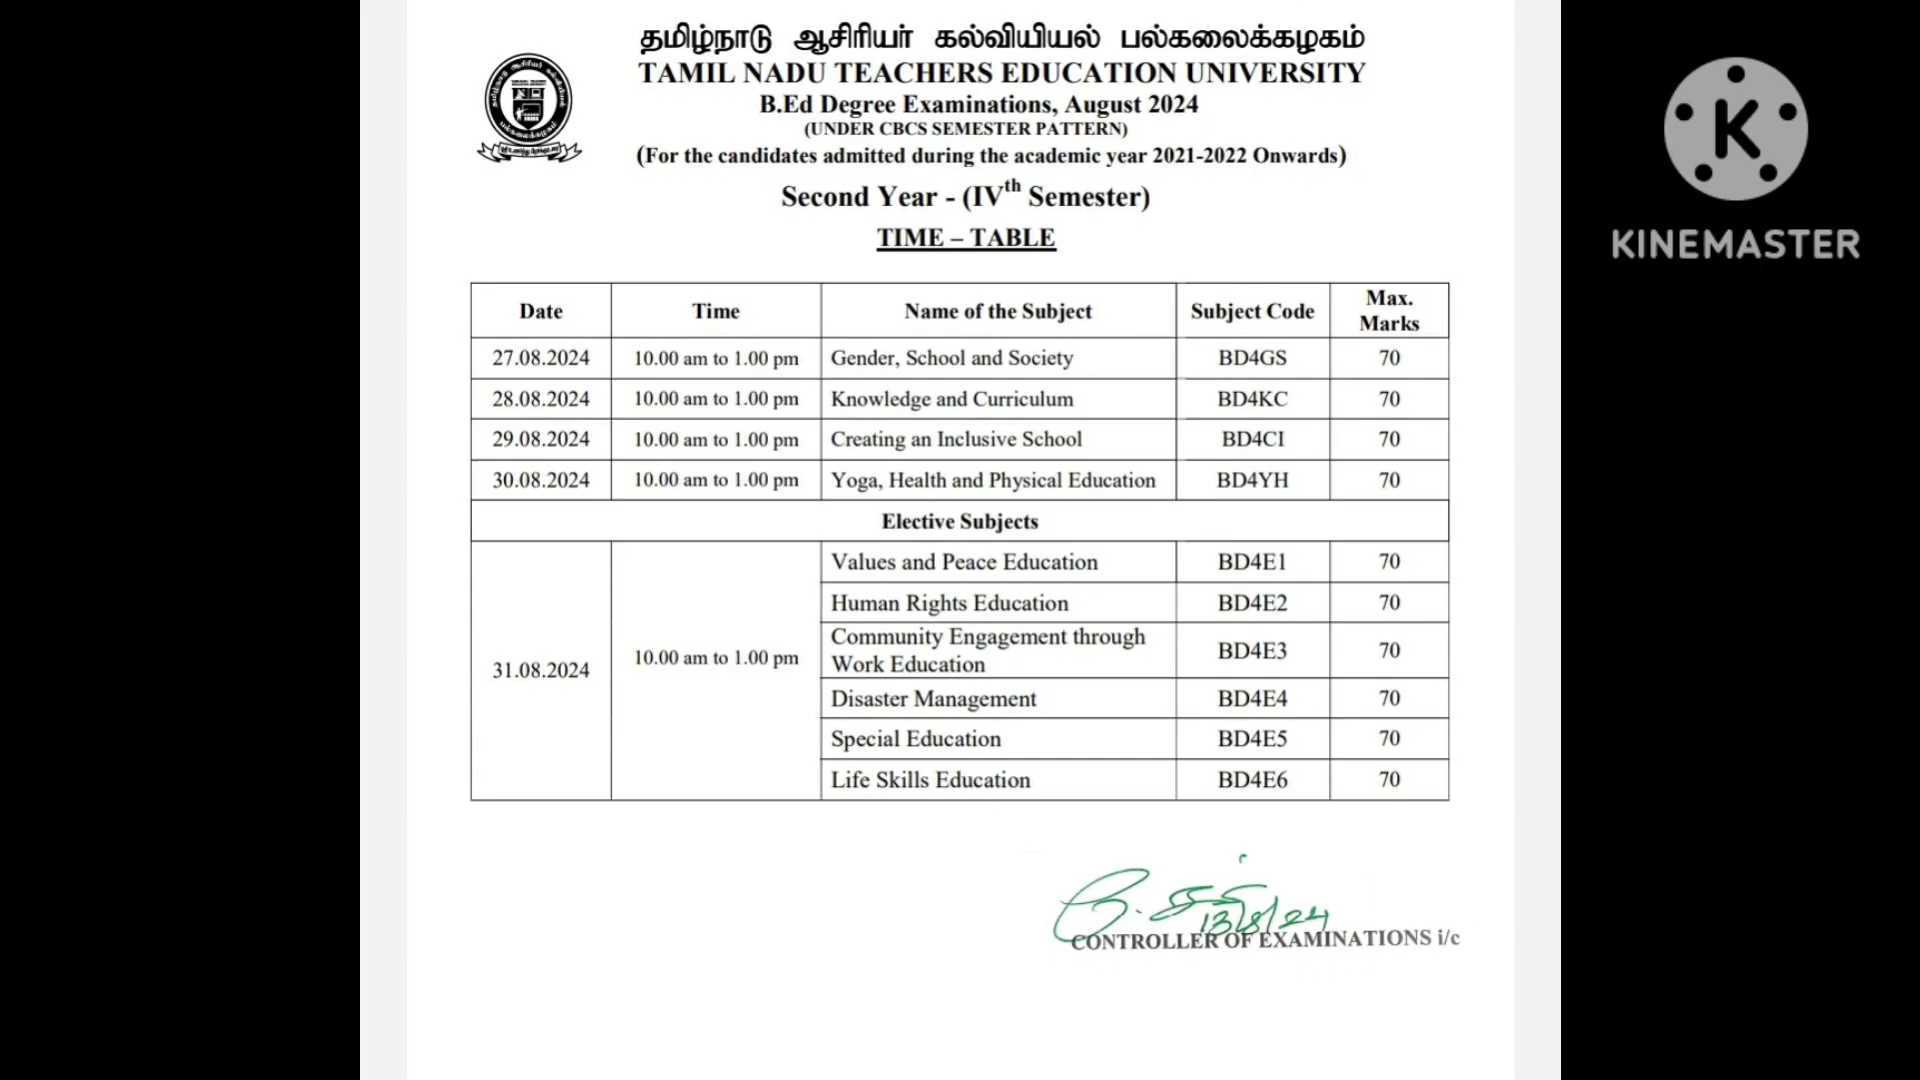 தமிழ்நாடு ஆசிரியர் கல்வியியல் பல்கலைக்கழகம்
TAMIL NADU TEACHERS EDUCATION UNIVERSITY
B.Ed Degree Examinations, August 2024
(UNDER CBCS SEMESTER PATTERN)
(For the candidates admitted during the academic year 2021-2022 Onwards)
Second Year - (IVth Semester)
TIME – TABLE
KINEMASTER
Date Time Name of the Subject Subject Code Max. Marks
27.08.2024 10.00 am to 1.00 pm Gender, School and Society BD4GS 70
28.08.2024 10.00 am to 1.00 pm Knowledge and Curriculum BD4KC 70
29.08.2024 10.00 am to 1.00 pm Creating an Inclusive School BD4CI 70
30.08.2024 10.00 am to 1.00 pm Yoga, Health and Physical Education BD4YH 70
Elective Subjects
31.08.2024 10.00 am to 1.00 pm
Values and Peace Education BD4E1 70
Human Rights Education BD4E2 70
Community Engagement through
Work Education BD4E3 70
Disaster Management BD4E4 70
Special Education BD4E5 70
Life Skills Education BD4E6 70
13/8/24
CONTROLLER OF EXAMINATIONS i/c